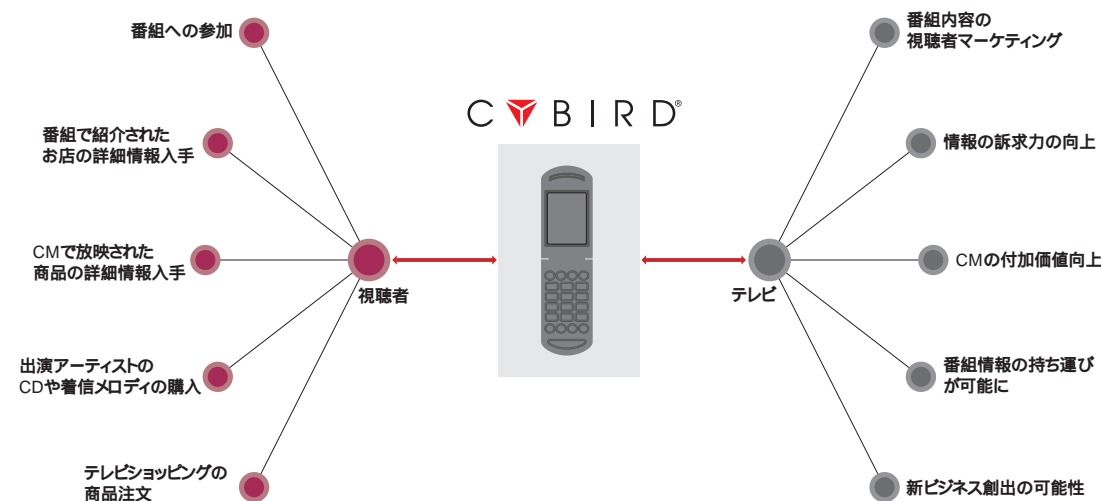 番組への参加
番組で紹介された
お店の詳細情報入手
CMで放映された
商品の詳細情報入手
出演アーティストの
CDや着信メロディの購入
テレビショッピングの
商品注文
視聴者
CYBIRD®
テレビ
番組内容の
視聴者マーケティング
情報の訴求力の向上
CMの付加価値向上
番組情報の持ち運び
が可能に
新ビジネス創出の可能性